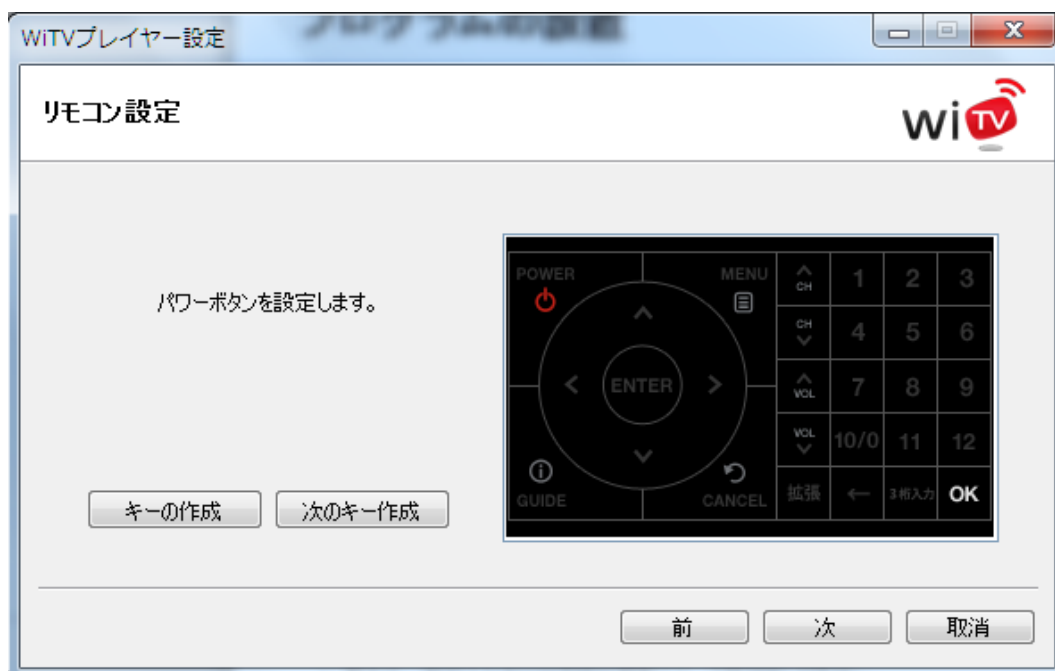 WiTVプレイヤー設定
リモコン設定
wiTV
パワーボタンを設定します。
POWER
MENU
CH
1
2
3
CH
4
5
6
ENTER
VOL
7
8
9
VOL
10/0
11
12
GUIDE
CANCEL
拡張
←
3桁入力
OK
キーの作成
次のキー作成
前
次
取消